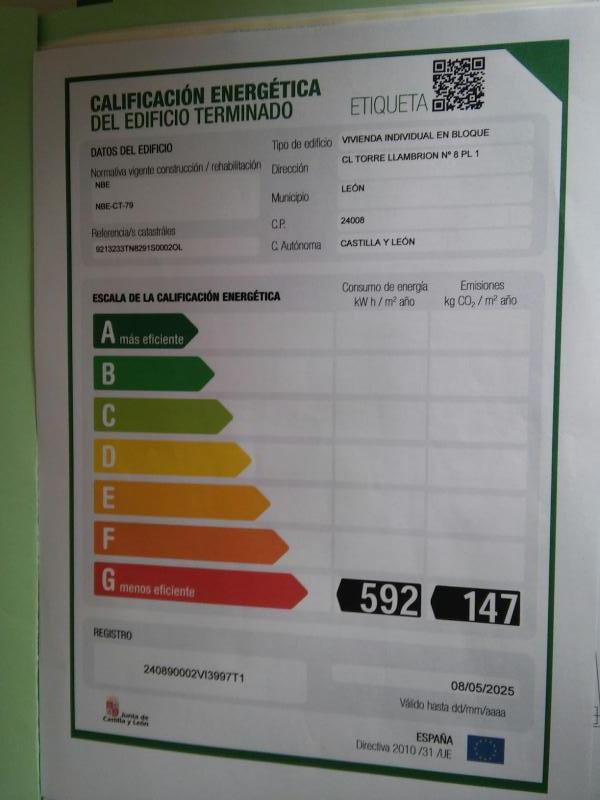 CALIFICACIÓN ENERGÉTICA
DEL EDIFICIO TERMINADO
ETIQUETA
DATOS DEL EDIFICIO
Normativa vigente construcción / rehabilitación
NBE
NBE-CT-79
Referencia/s catastráles
9213233TN8291S0002OL
Tipo de edificio VIVIENDA INDIVIDUAL EN BLOQUE
Dirección CL TORRE LLAMBRION Nº 8 PL 1
Municipio LEÓN
C.P. 24008
C. Autónoma CASTILLA Y LEÓN
ESCALA DE LA CALIFICACIÓN ENERGÉTICA
Consumo de energía
kW h / m² año
Emisiones
kg CO₂ / m² año
A más eficiente
B
C
D
E
F
G menos eficiente
592
147
REGISTRO
240890002VI3997T1
08/05/2025
Válido hasta dd/mm/aaaa
Junta de
Castilla y León
ESPAÑA
Directiva 2010 /31 /UE